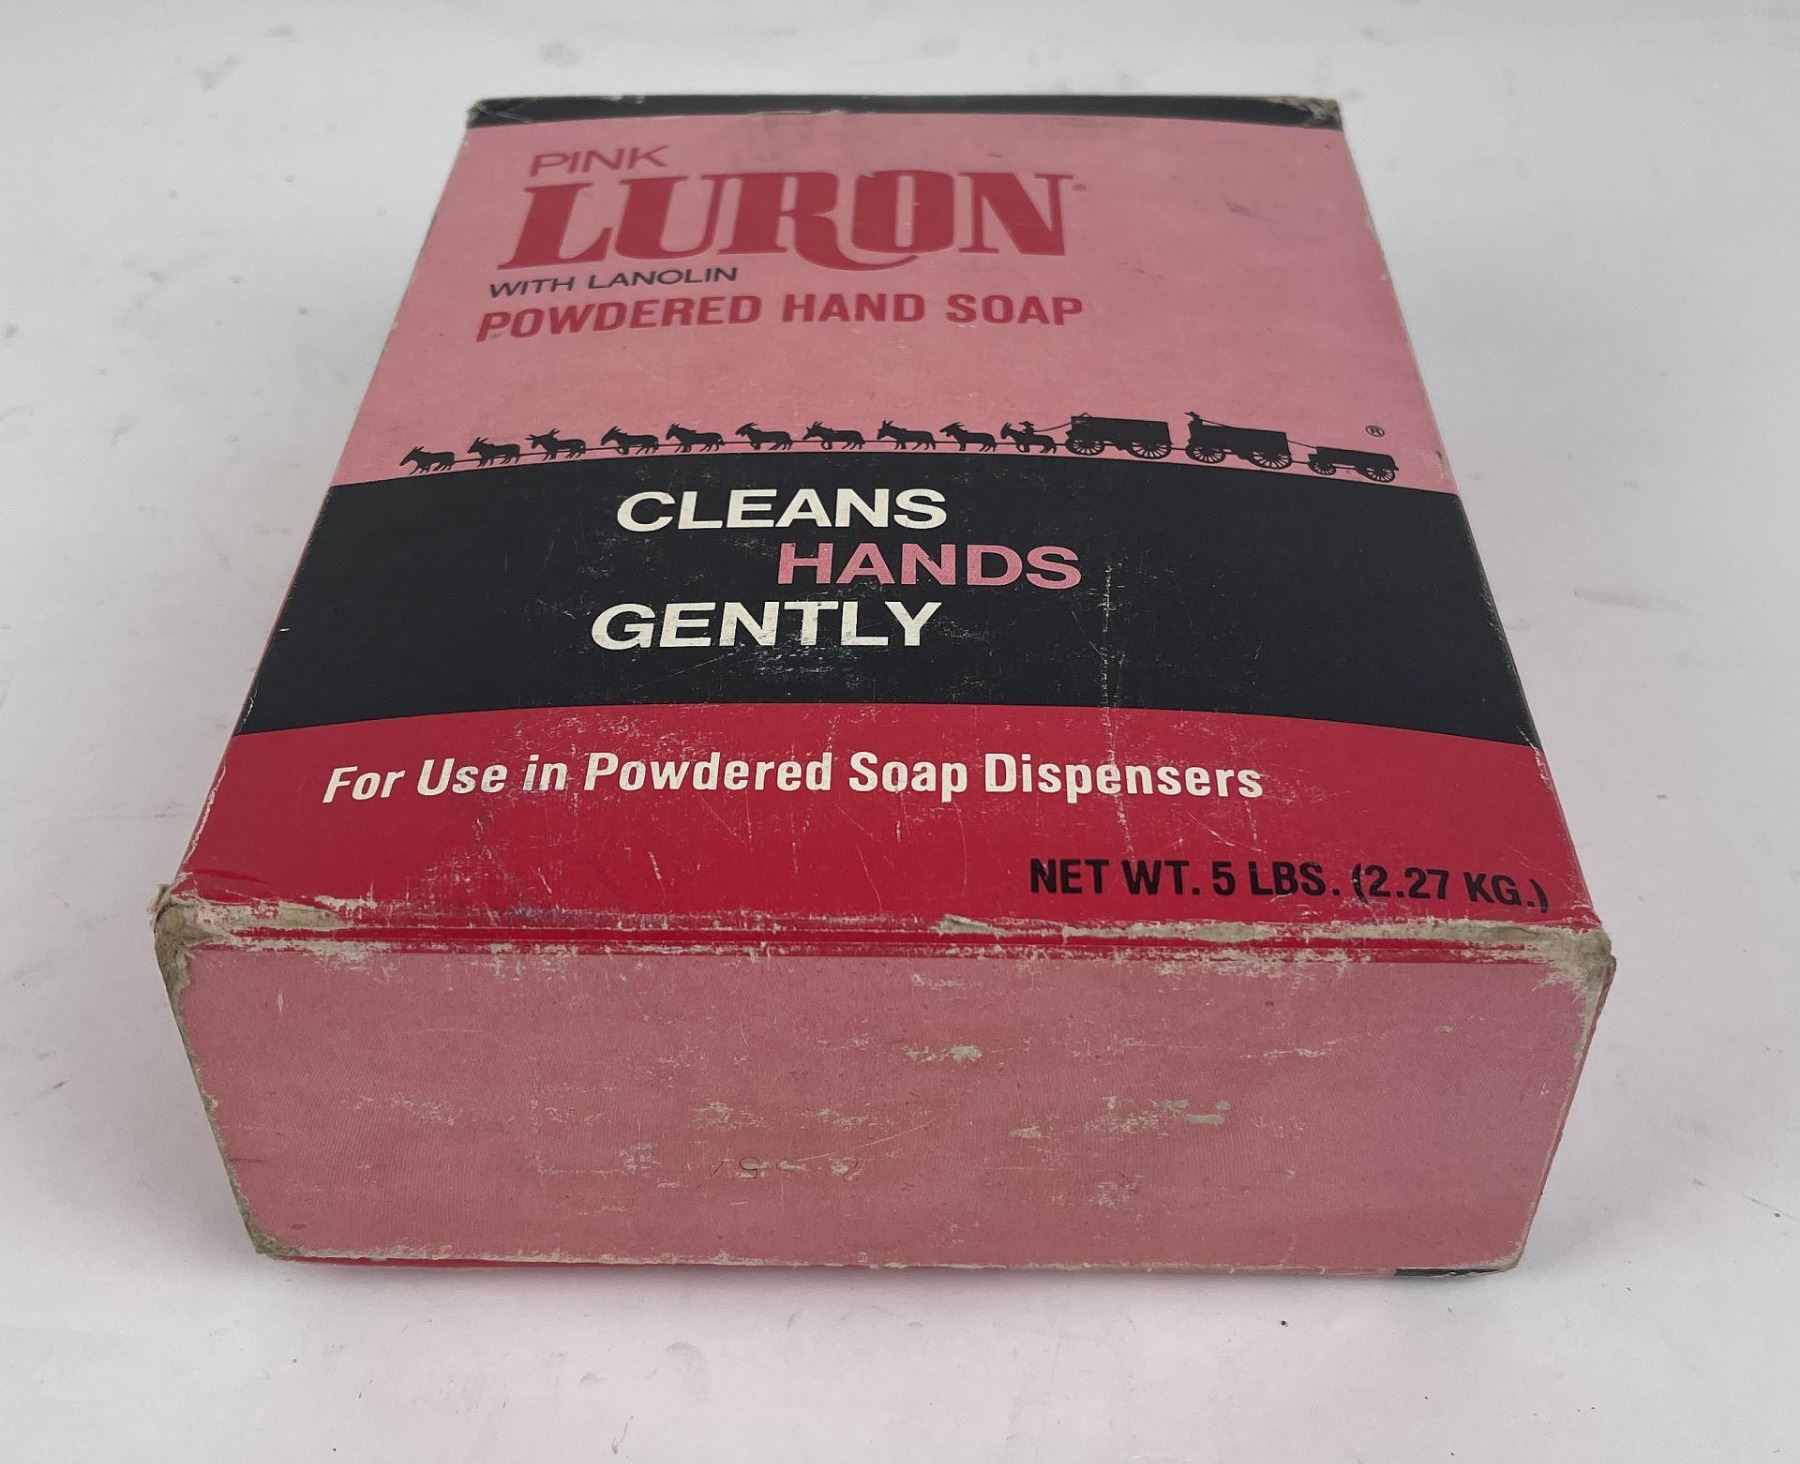 PINK
LURON®
WITH LANOLIN
POWDERED HAND SOAP
®
CLEANS
HANDS
GENTLY
For Use in Powdered Soap Dispensers
NET WT. 5 LBS. (2.27 KG.)